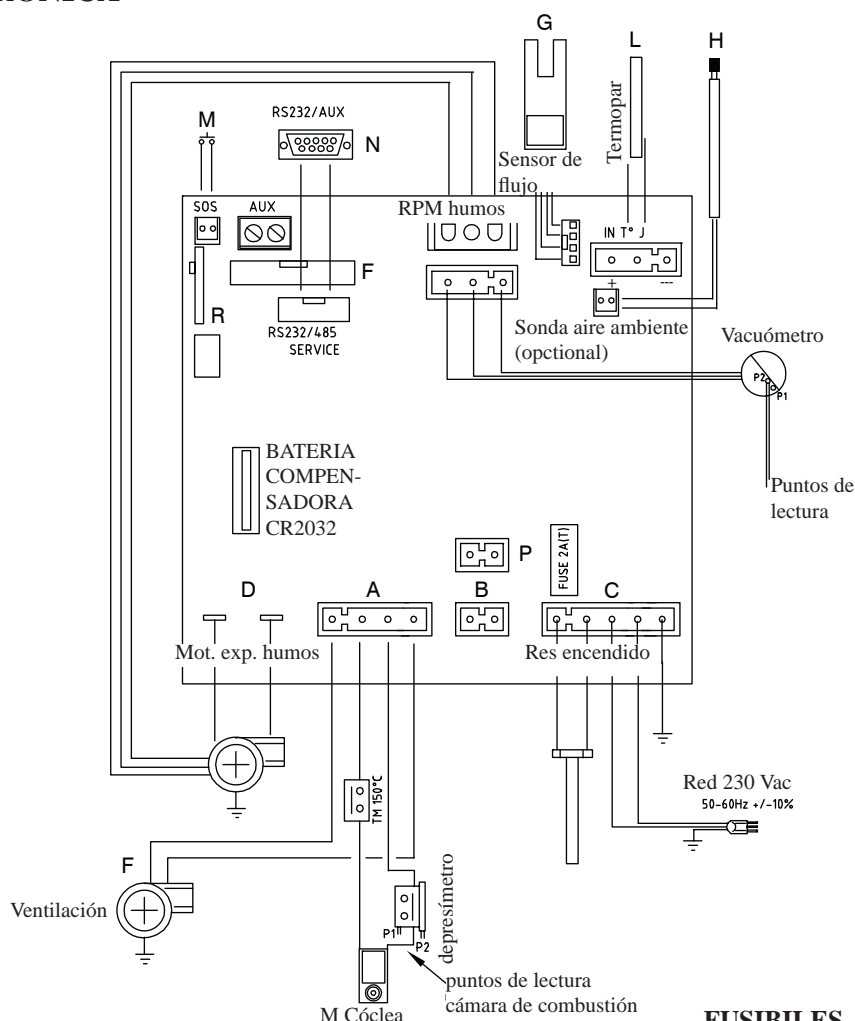 G
L
H
M
RS232/AUX
N
Termopar
Sensor de
flujo
SOS
AUX
RPM humos
IN T° J
F
+
---
R
RS232/485
SERVICE
Sonda aire ambiente
(opctional)
Vacuómetro
P2
P1
BATERIA
COMPEN-
SADORA
CR2032
Puntos de
lectura
P
FUSE 2A(T)
D
A
B
C
Mot. exp. humos
Res encendido
TM 150°C
Red 230 Vac
50-60Hz +/-10%
F
Ventilación
depresímetro
P1
P2
puntos de lectura
cámara de combustión
M Cóclea